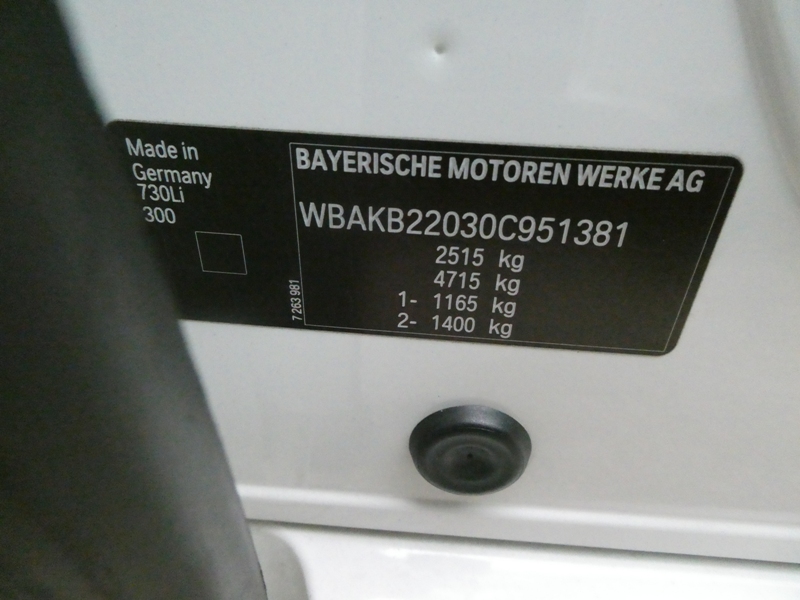 Made in
Germany
730Li
300
BAYERISCHE MOTOREN WERKE AG
WBAKB22030C951381
2515 kg
4715 kg
1- 1165 kg
2- 1400 kg
7 263 981